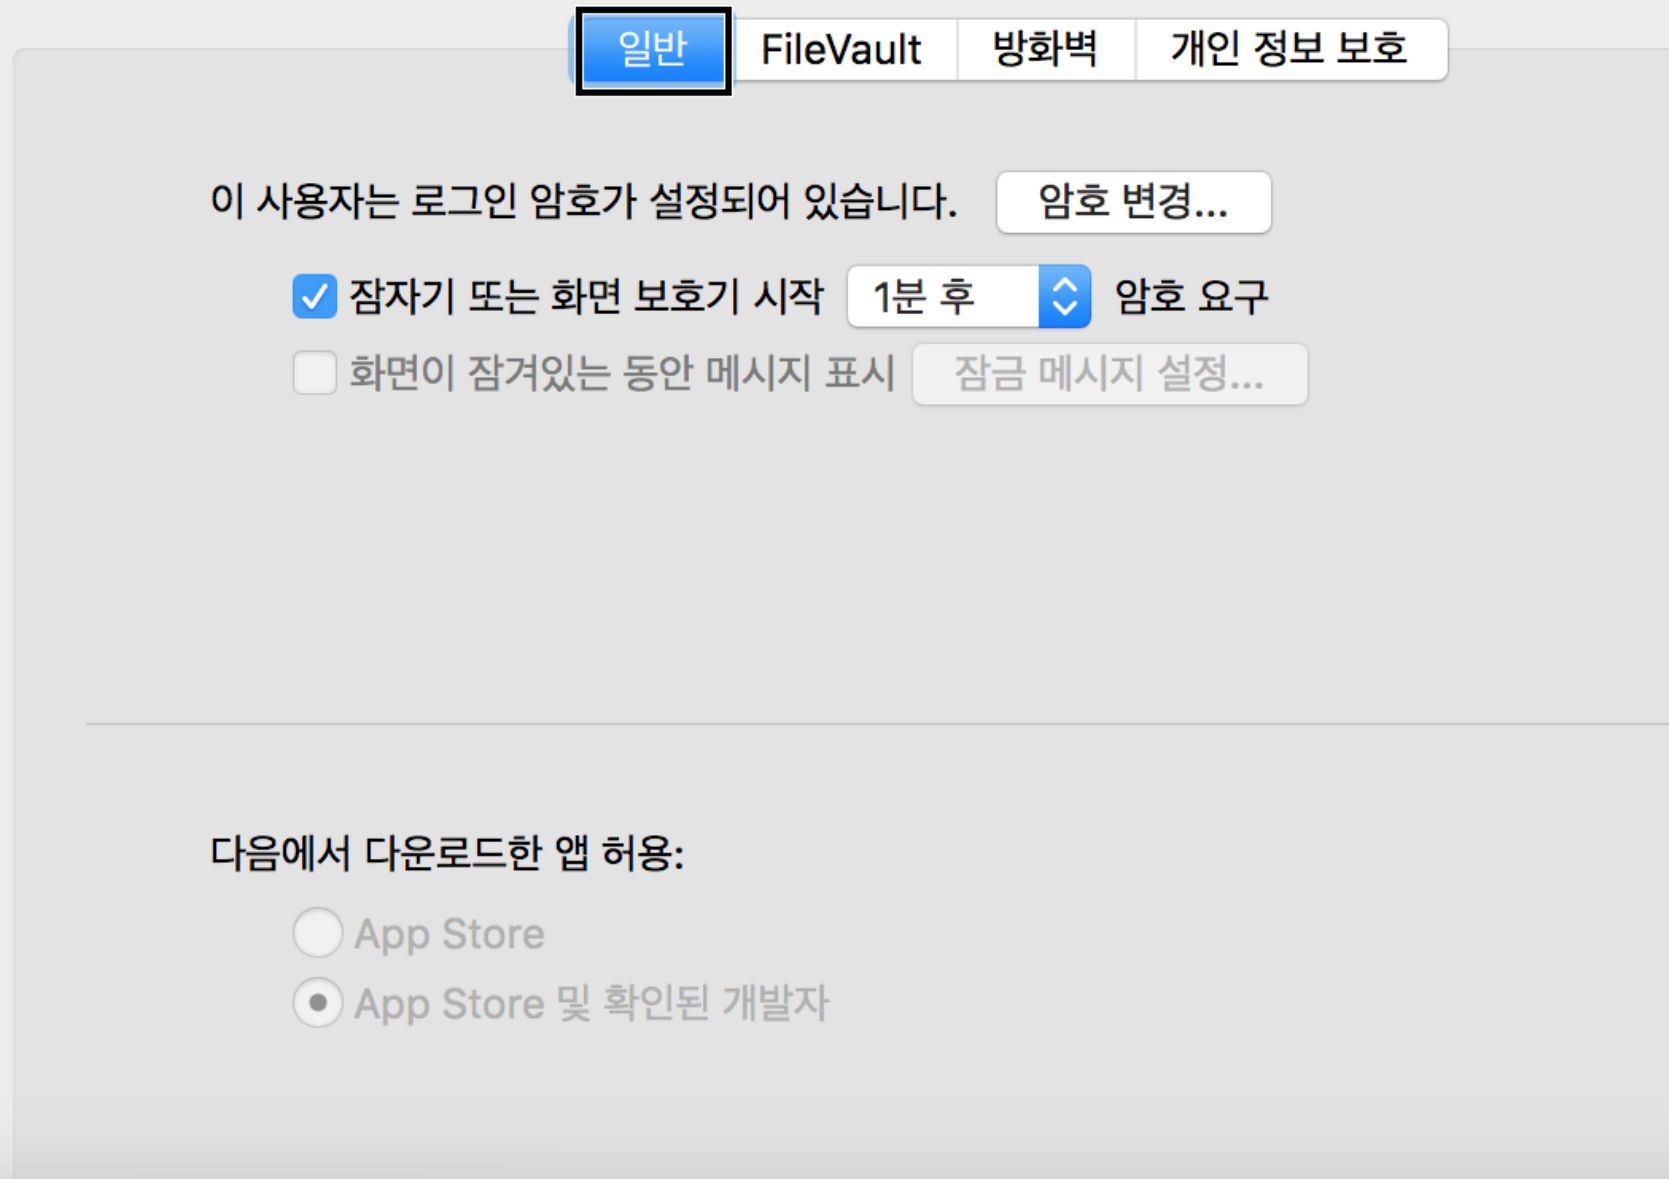 일반 FileVault 방화벽 개인 정보 보호
이 사용자는 로그인 암호가 설정되어 있습니다. 암호 변경...
잠자기 또는 화면 보호기 시작 1분 후 암호 요구
화면이 잠겨있는 동안 메시지 표시 잠금 메시지 설정...
다음에서 다운로드한 앱 허용:
App Store
App Store 및 확인된 개발자